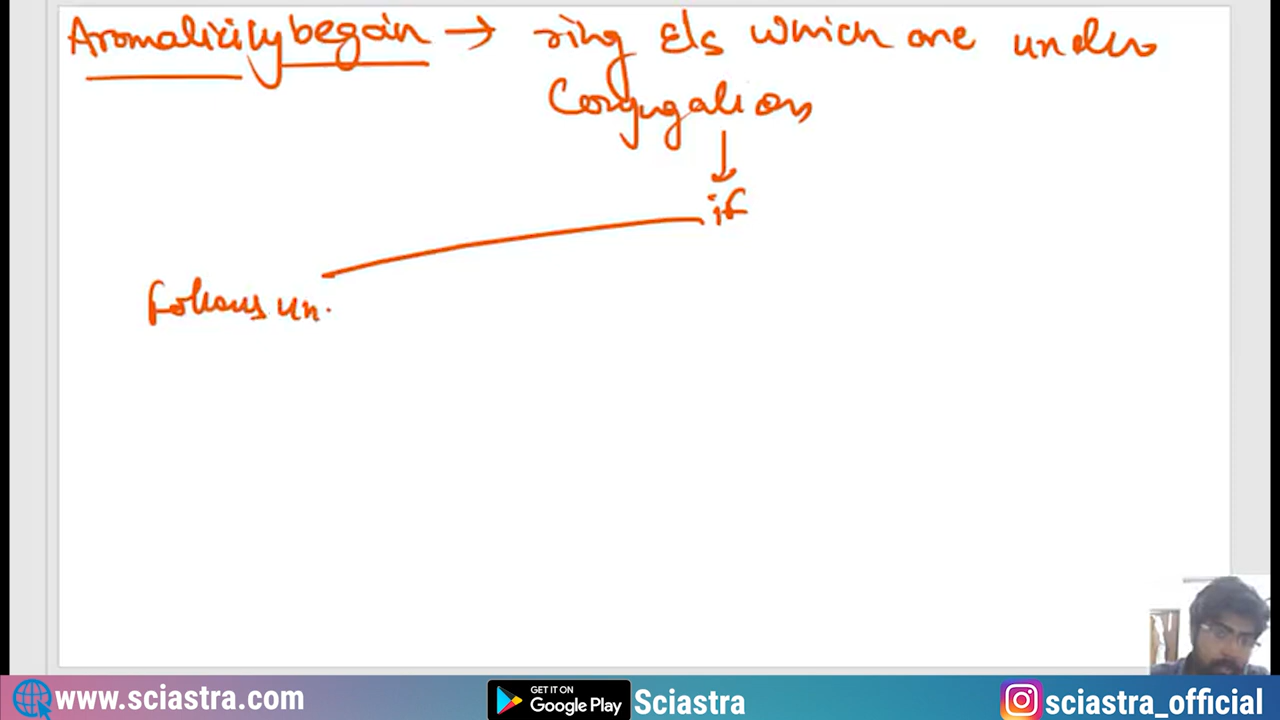 Aromaticity begain → ring Els which are under
Conjugation
↓
if
Follows 4n.
www.sciastra.com
GET IT ON
Google Play
Sciastra
sciastra_official